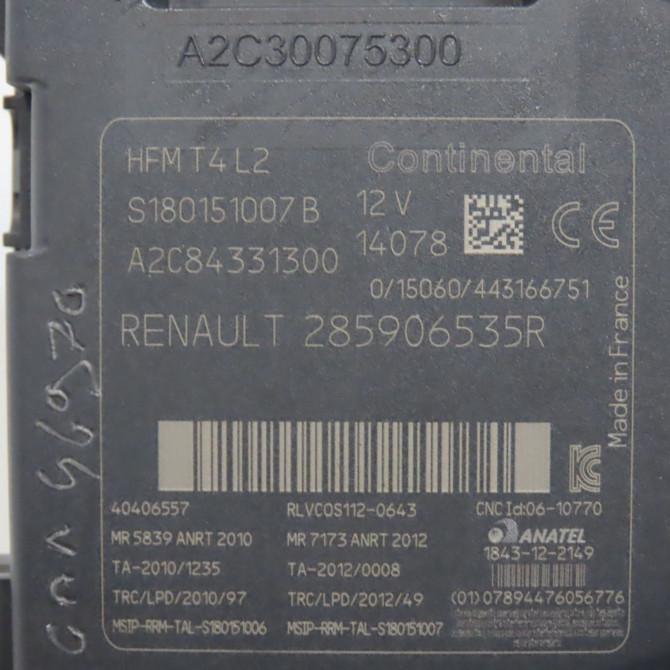 A2C30075300
HFM T4 L2
Continental
S180151007 B
12 V
A2C84331300
14078
CE
0/15060/443166751
RENAULT 285906535R
Made in France
40406557
RLVCOS112-0643
CNC Id:06-10770
MR 5839 ANRT 2010
MR 7173 ANRT 2012
ANATEL
1843-12-2149
TA-2010/1235
TA-2012/0008
TRC/LPD/2010/97
TRC/LPD/2012/49
(01)07894476056776
MSIP-RRM-TAL-S180151006
MSIP-RRM-TAL-S180151007